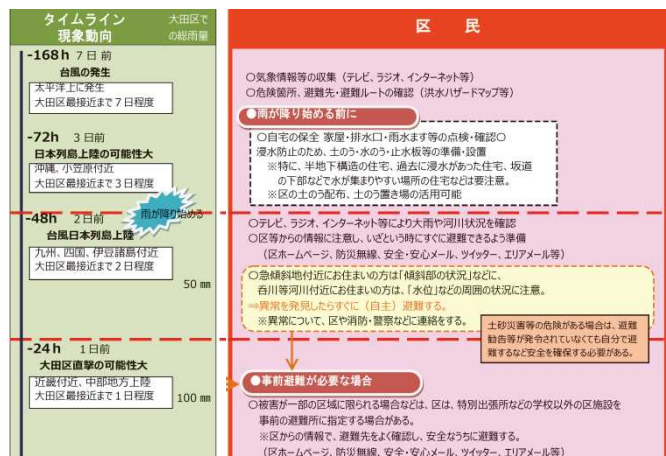 タイムライン
現象動向
大田区で
の総雨量
-168h 7日前
台風の発生
太平洋上に発生
大田区最接近まで7日程度
-72h 3日前
日本列島上陸の可能性大
沖縄、小笠原付近
大田区最接近まで3日程度
雨が降り始める
-48h 2日前
台風日本列島上陸
九州、四国、伊豆諸島付近
大田区最接近まで2日程度
50㎜
-24h 1日前
大田区直撃の可能性大
近畿付近、中部地方上陸
大田区最接近まで1日程度
100㎜
区 民
○気象情報等の収集（テレビ、ラジオ、インターネット等）
○危険箇所、避難先・避難ルートの確認（洪水ハザードマップ等）
●雨が降り始める前に
○自宅の保全 家屋・排水口・雨水ます等の点検・確認○
浸水防止のため、土のう・水のう・止水板等の準備・設置
※特に、半地下構造の住宅、過去に浸水があった住宅、坂道
の下部などで水が集まりやすい場所の住宅などは要注意。
※区の土のう配布、土のう置き場の活用可能
○テレビ、ラジオ、インターネット等により大雨や河川状況を確認
○区等からの情報に注意し、いざという時にすぐに避難できるよう準備
（区ホームページ、防災無線、安全・安心メール、ツイッター、エリアメール等）
○急傾斜地付近にお住まいの方は「傾斜部の状況」などに、
呑川等河川付近にお住まいの方は、「水位」などの周囲の状況に注意。
⇒異常を発見したらすぐに（自主）避難する。
※異常について、区や消防・警察などに連絡をする。
土砂災害等の危険がある場合は、避難
勧告等が発令されていなくても自分で避
難するなど安全を確保する必要がある。
●事前避難が必要な場合
○被害が一部の区域に限られる場合などは、区は、特別出張所などの学校以外の区施設を
事前の避難所に指定する場合がある。
※区からの情報で、避難先をよく確認し、安全なうちに避難する。
（区ホームページ、防災無線、安全・安心メール、ツイッター、エリアメール等）